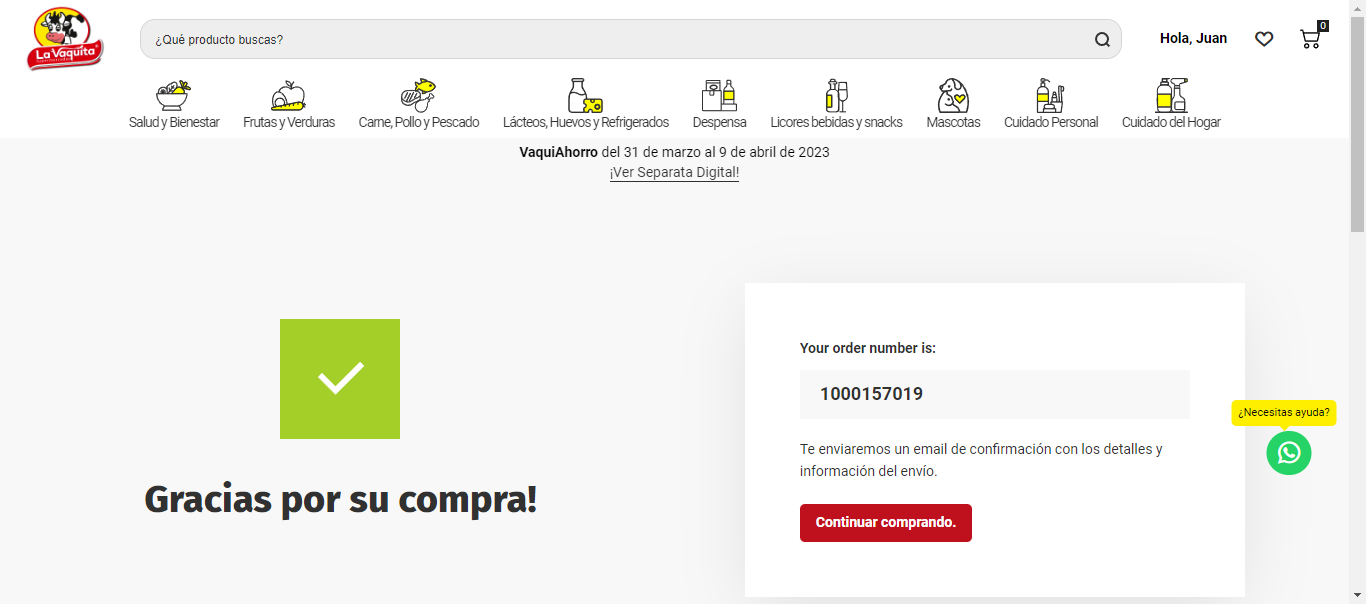 La Vaquita
¿Qué producto buscas?
Hola, Juan
0
Salud y Bienestar
Frutas y Verduras
Carne, Pollo y Pescado
Lácteos, Huevos y Refrigerados
Despensa
Licores bebidas y snacks
Mascotas
Cuidado Personal
Cuidado del Hogar
VaquiAhorro del 31 de marzo al 9 de abril de 2023
¡Ver Separata Digital!
Gracias por su compra!
Your order number is:
1000157019
Te enviaremos un email de confirmación con los detalles y
información del envío.
Continuar comprando.
¿Necesitas ayuda?